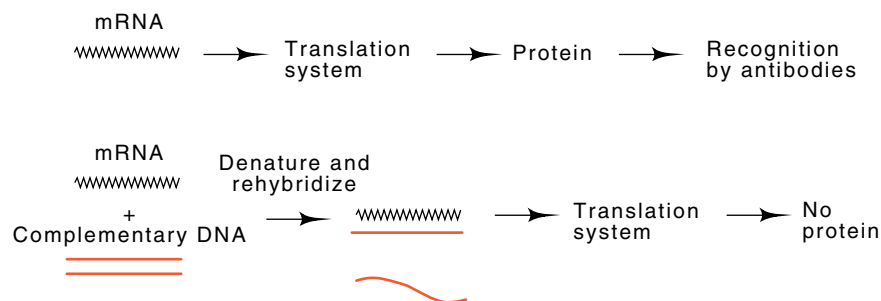 mRNA
Translation system
Protein
Recognition by antibodies
mRNA
+
Complementary DNA
Denature and rehybridize
Translation system
No protein